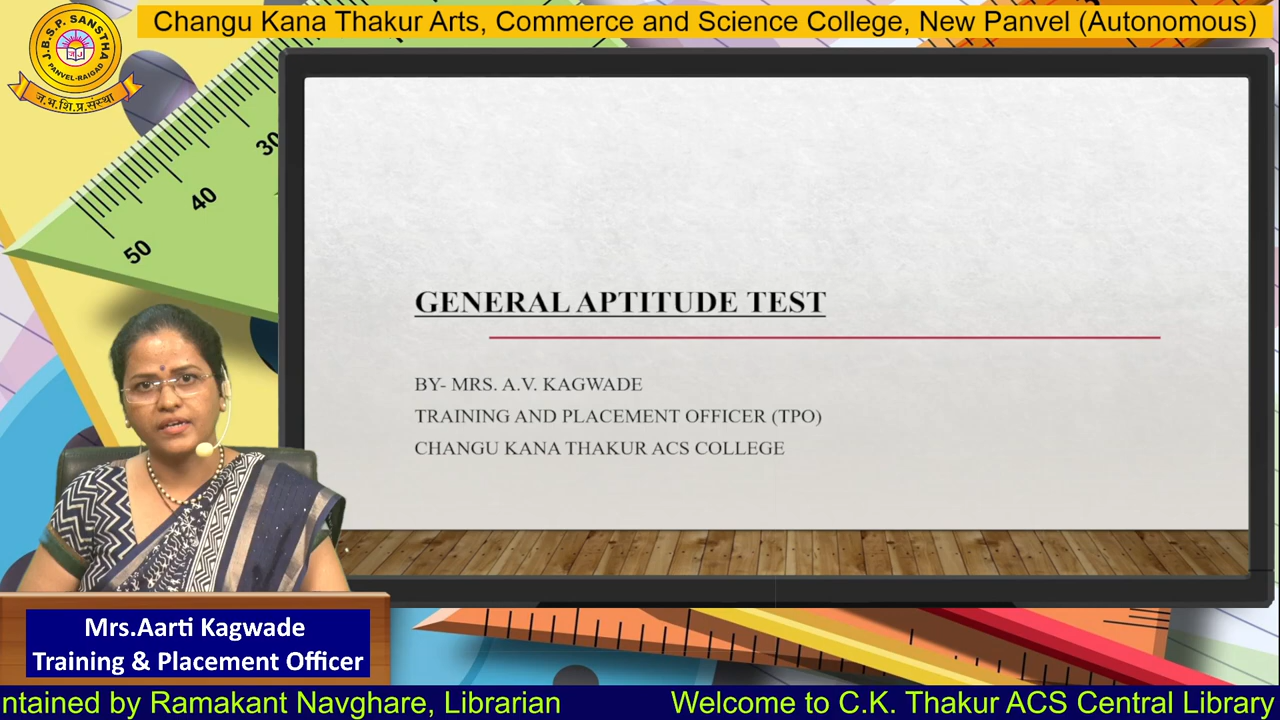 Changu Kana Thakur Arts, Commerce and Science College, New Panvel (Autonomous)
J.B.S.P. SANSTHA
PANVEL-RAIGAD
ज.भ.शि.प्र.संस्था
30
40
50
GENERAL APTITUDE TEST
BY- MRS. A.V. KAGWADE
TRAINING AND PLACEMENT OFFICER (TPO)
CHANGU KANA THAKUR ACS COLLEGE
Mrs.Aarti Kagwade
Training & Placement Officer
ntained by Ramakant Navghare, Librarian Welcome to C.K. Thakur ACS Central Library